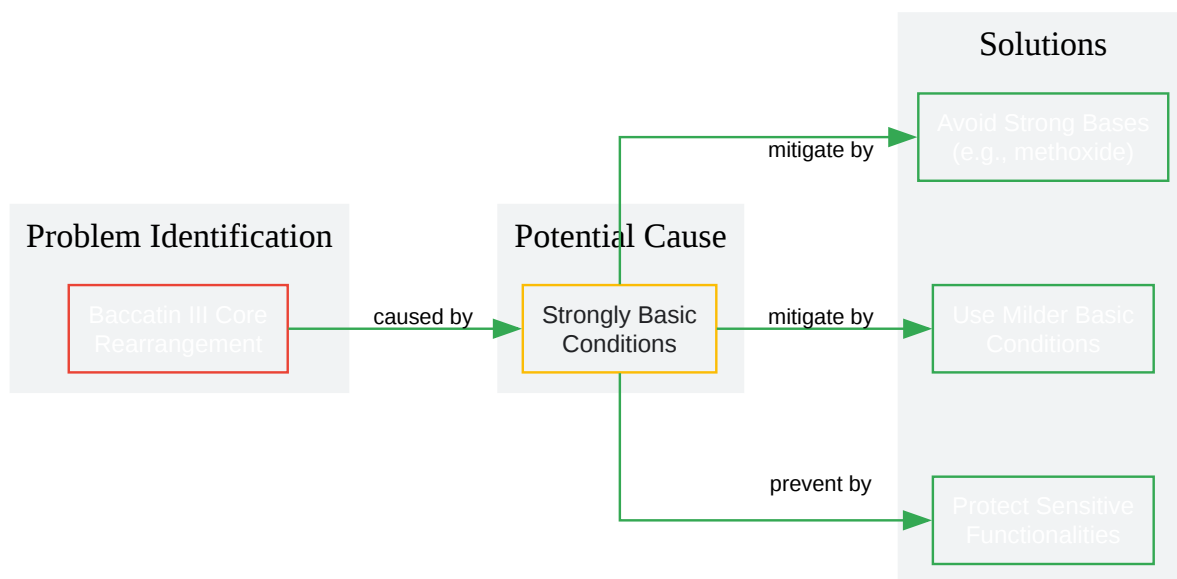 Solutions
Avoid Strong Bases
(e.g., methoxide)
mitigate by
Problem Identification
Potential Cause
Baccatin III Core
Rearrangement
caused by
Strongly Basic
Conditions
mitigate by
Use Milder Basic
Conditions
prevent by
Protect Sensitive
Functionalities